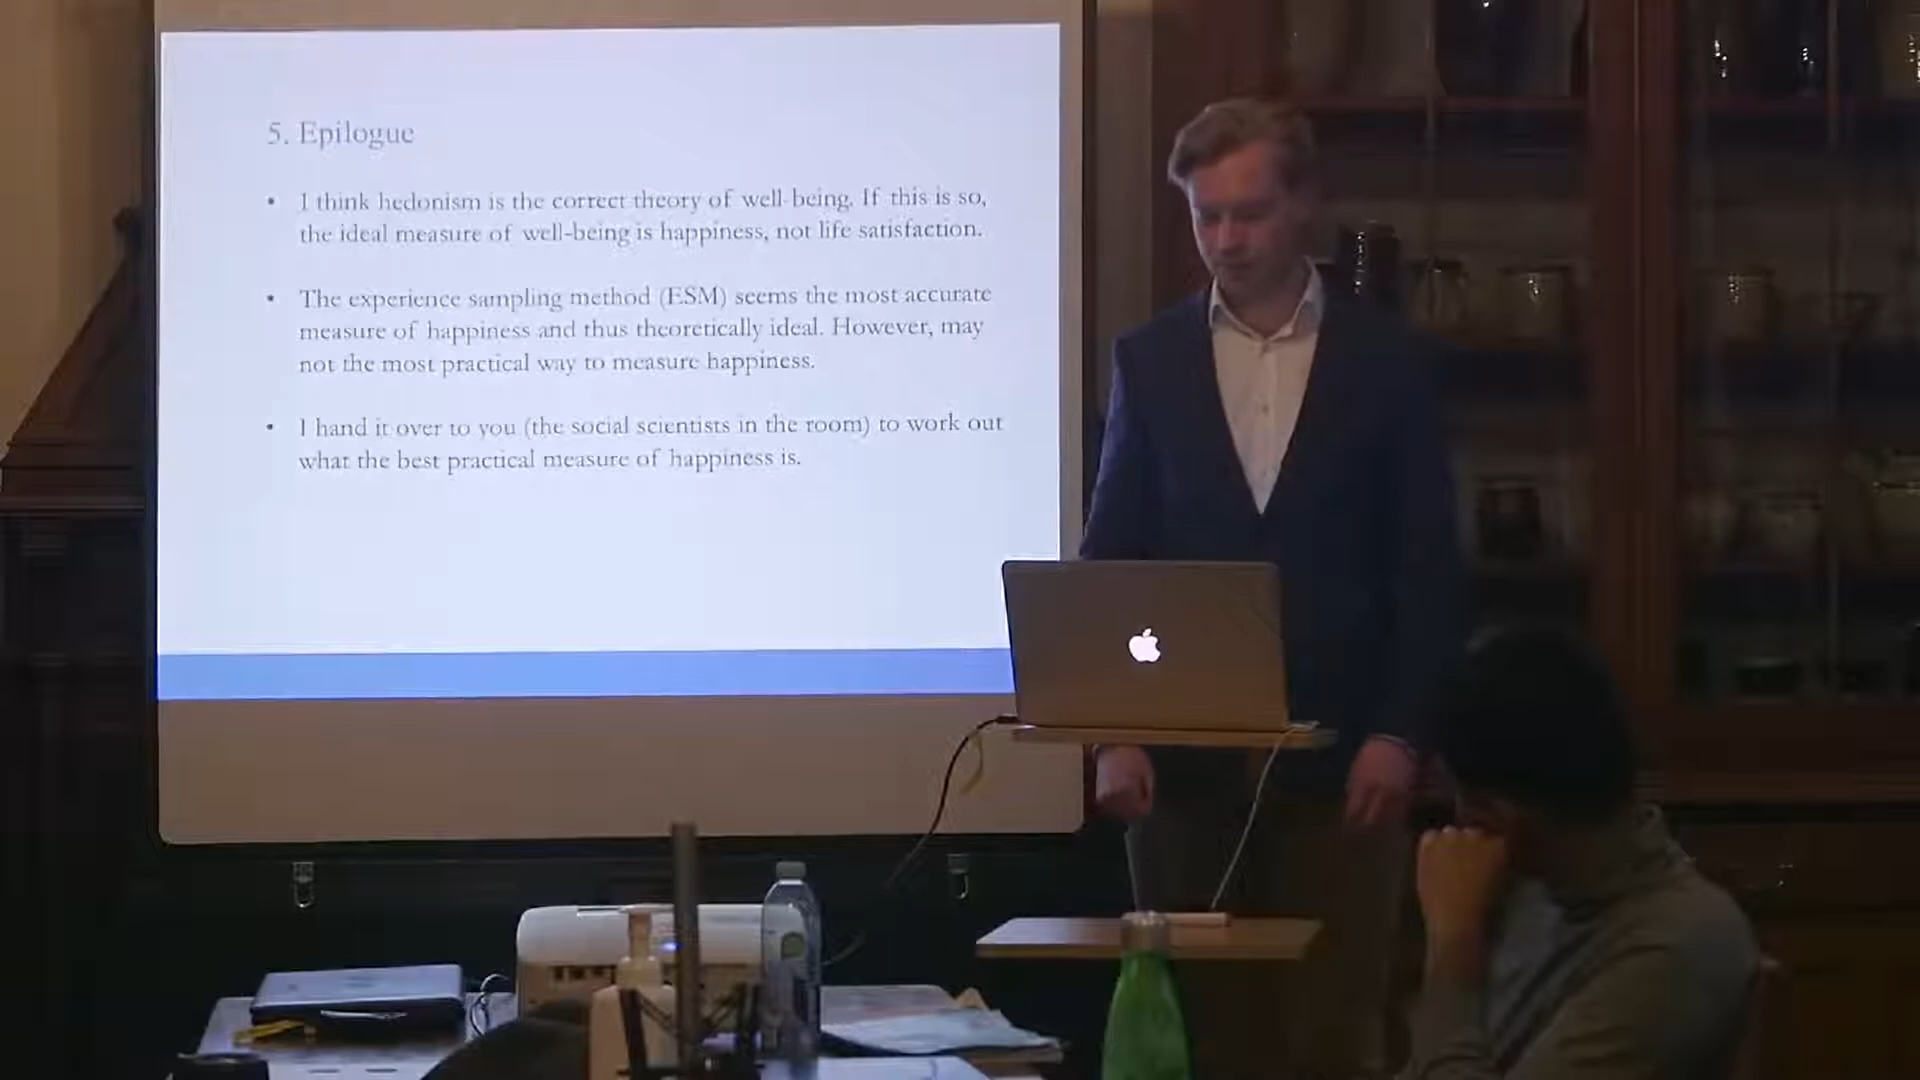 5. Epilogue
• I think hedonism is the correct theory of well-being. If this is so,
the ideal measure of well-being is happiness, not life satisfaction.
• The experience sampling method (ESM) seems the most accurate
measure of happiness and thus theoretically ideal. However, may
not the most practical way to measure happiness.
• I hand it over to you (the social scientists in the room) to work out
what the best practical measure of happiness is.